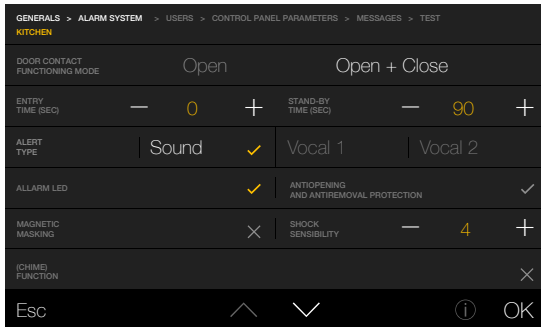 GENERALS > ALARM SYSTEM > USERS > CONTROL PANEL PARAMETERS > MESSAGES > TEST
KITCHEN
DOOR CONTACT
FUNCTIONING MODE
Open
Open + Close
ENTRY
TIME (SEC)
— 0 +
STAND-BY
TIME (SEC)
— 90 +
ALERT
TYPE
Sound
Vocal 1
Vocal 2
ALLARM LED
ANTIOPENING
AND ANTIREMOVAL PROTECTION
MAGNETIC
MASKING
SHOCK
SENSIBILITY
— 4 +
(CHIME)
FUNCTION
Esc
i
OK